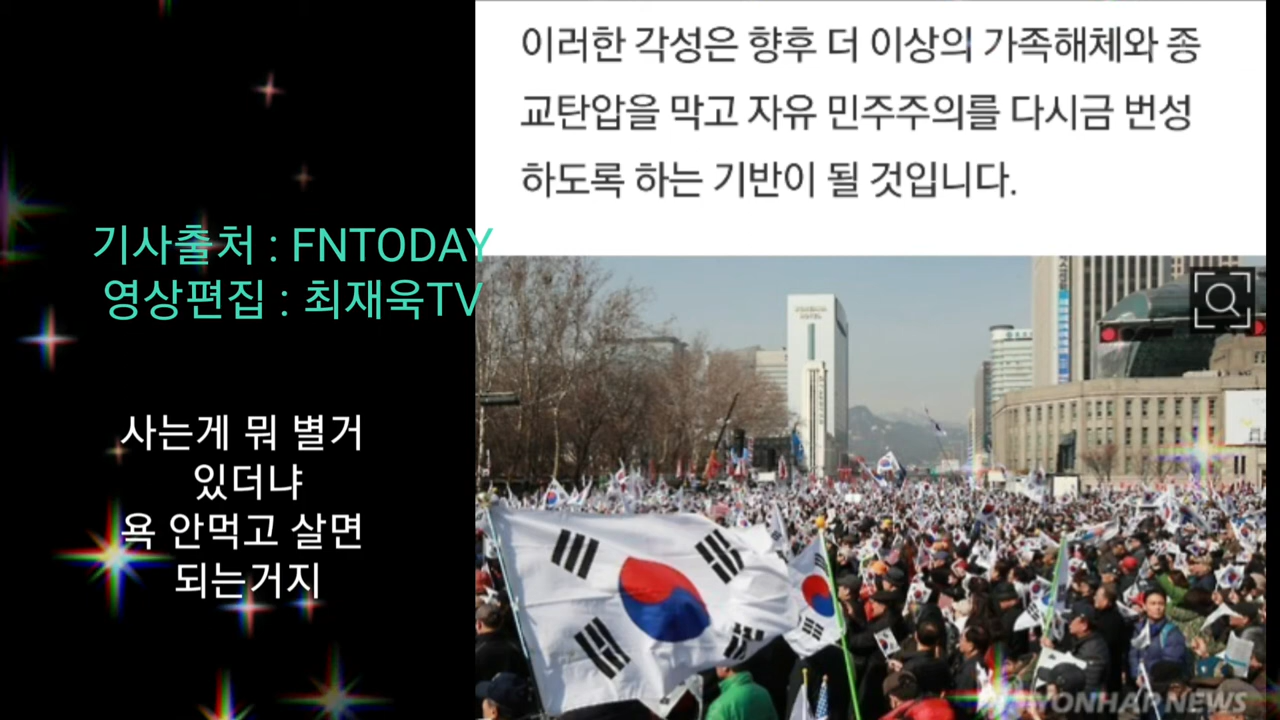 이러한 각성은 향후 더 이상의 가족해체와 종
교탄압을 막고 자유 민주주의를 다시금 번성
하도록 하는 기반이 될 것입니다.
기사출처 : FNTODAY
영상편집 : 최재욱TV
사는게 뭐 별거
있더냐
욕 안먹고 살면
되는거지
YONHAPNEWS